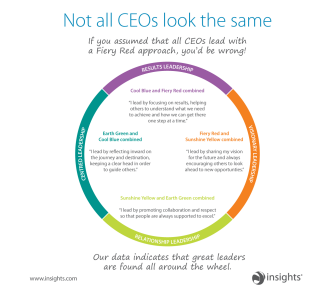 Not all CEOs look the same
If you assumed that all CEOs lead with
a Fiery Red approach, you'd be wrong!
RESULTS LEADERSHIP
Cool Blue and Fiery Red combined
"I lead by focusing on results, helping
others to understand what we need
to achieve and how we can get there
one step at a time."
CENTRED LEADERSHIP
Earth Green and
Cool Blue combined
"I lead by reflecting inward on
the journey and destination,
keeping a clear head in order
to guide others."
VISIONARY LEADERSHIP
Fiery Red and
Sunshine Yellow combined
"I lead by sharing my vision
for the future and always
encouraging others to look
ahead to new opportunities."
Sunshine Yellow and Earth Green combined
"I lead by promoting collaboration and respect
so that people are always supported to excel."
RELATIONSHIP LEADERSHIP
Our data indicates that great leaders
are found all around the wheel.
www.insights.com
insights®